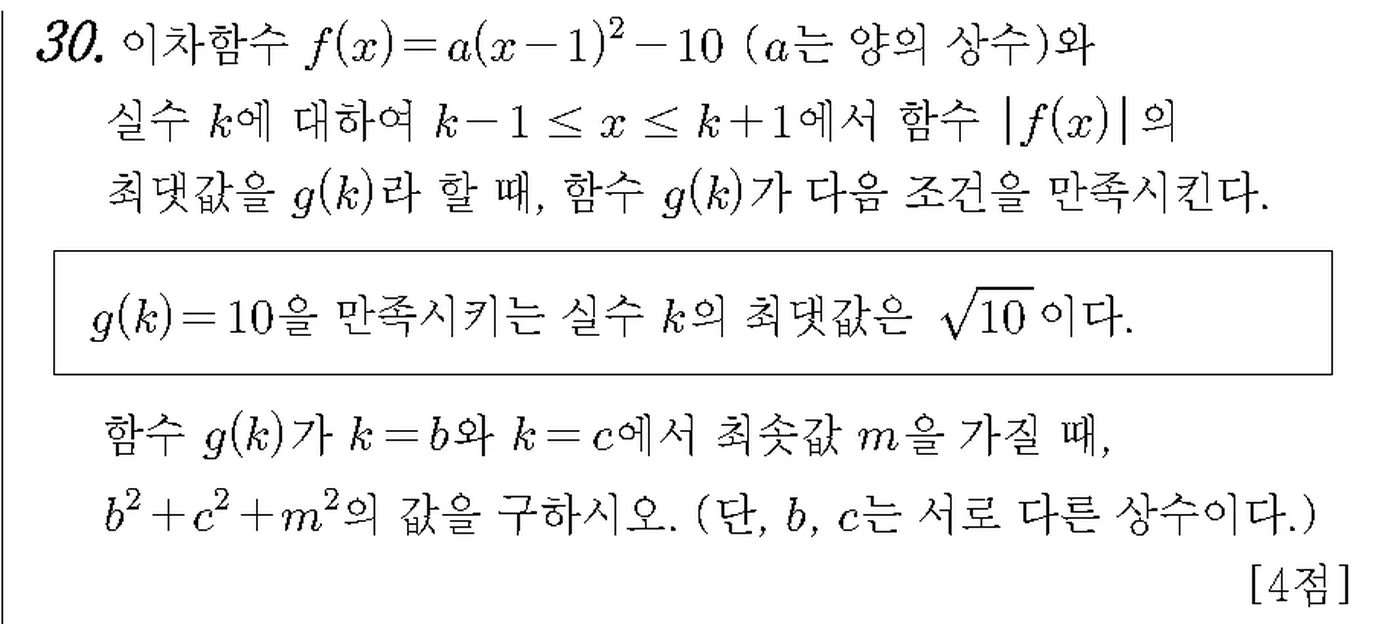 30. 이차함수 f(x)=a(x-1)²-10 (a는 양의 상수)와
실수 k에 대하여 k-1 ≤ x ≤ k+1에서 함수 |f(x)|의
최댓값을 g(k)라 할 때, 함수 g(k)가 다음 조건을 만족시킨다.
g(k)=10을 만족시키는 실수 k의 최댓값은 √10이다.
함수 g(k)가 k=b와 k=c에서 최솟값 m을 가질 때,
b²+c²+m²의 값을 구하시오. (단, b, c는 서로 다른 상수이다.)
[4점]